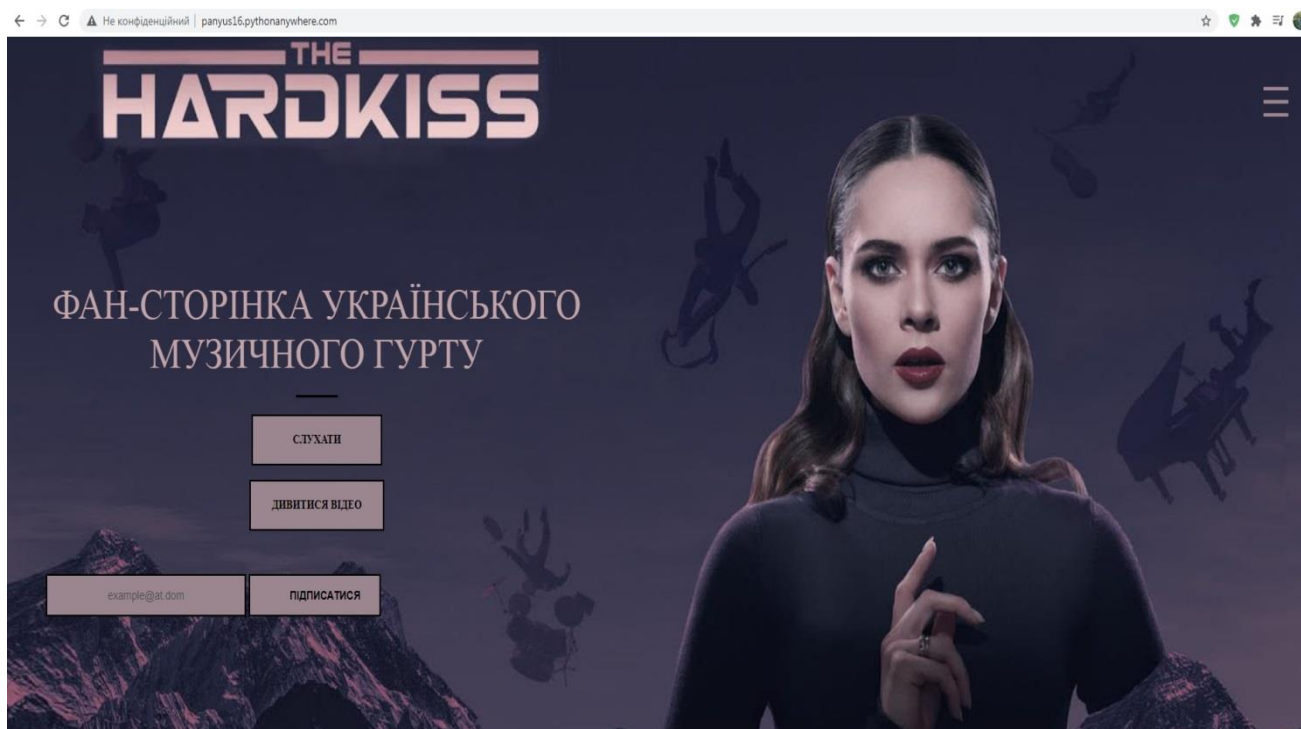 Не конфіденційний | panyus16.pythonanywhere.com
THE
HARDKISS
ФАН-СТОРІНКА УКРАЇНСЬКОГО
МУЗИЧНОГО ГУРТУ
СЛУХАТИ
ДИВИТИСЯ ВІДЕО
example@at.dom
ПІДПИСАТИСЯ